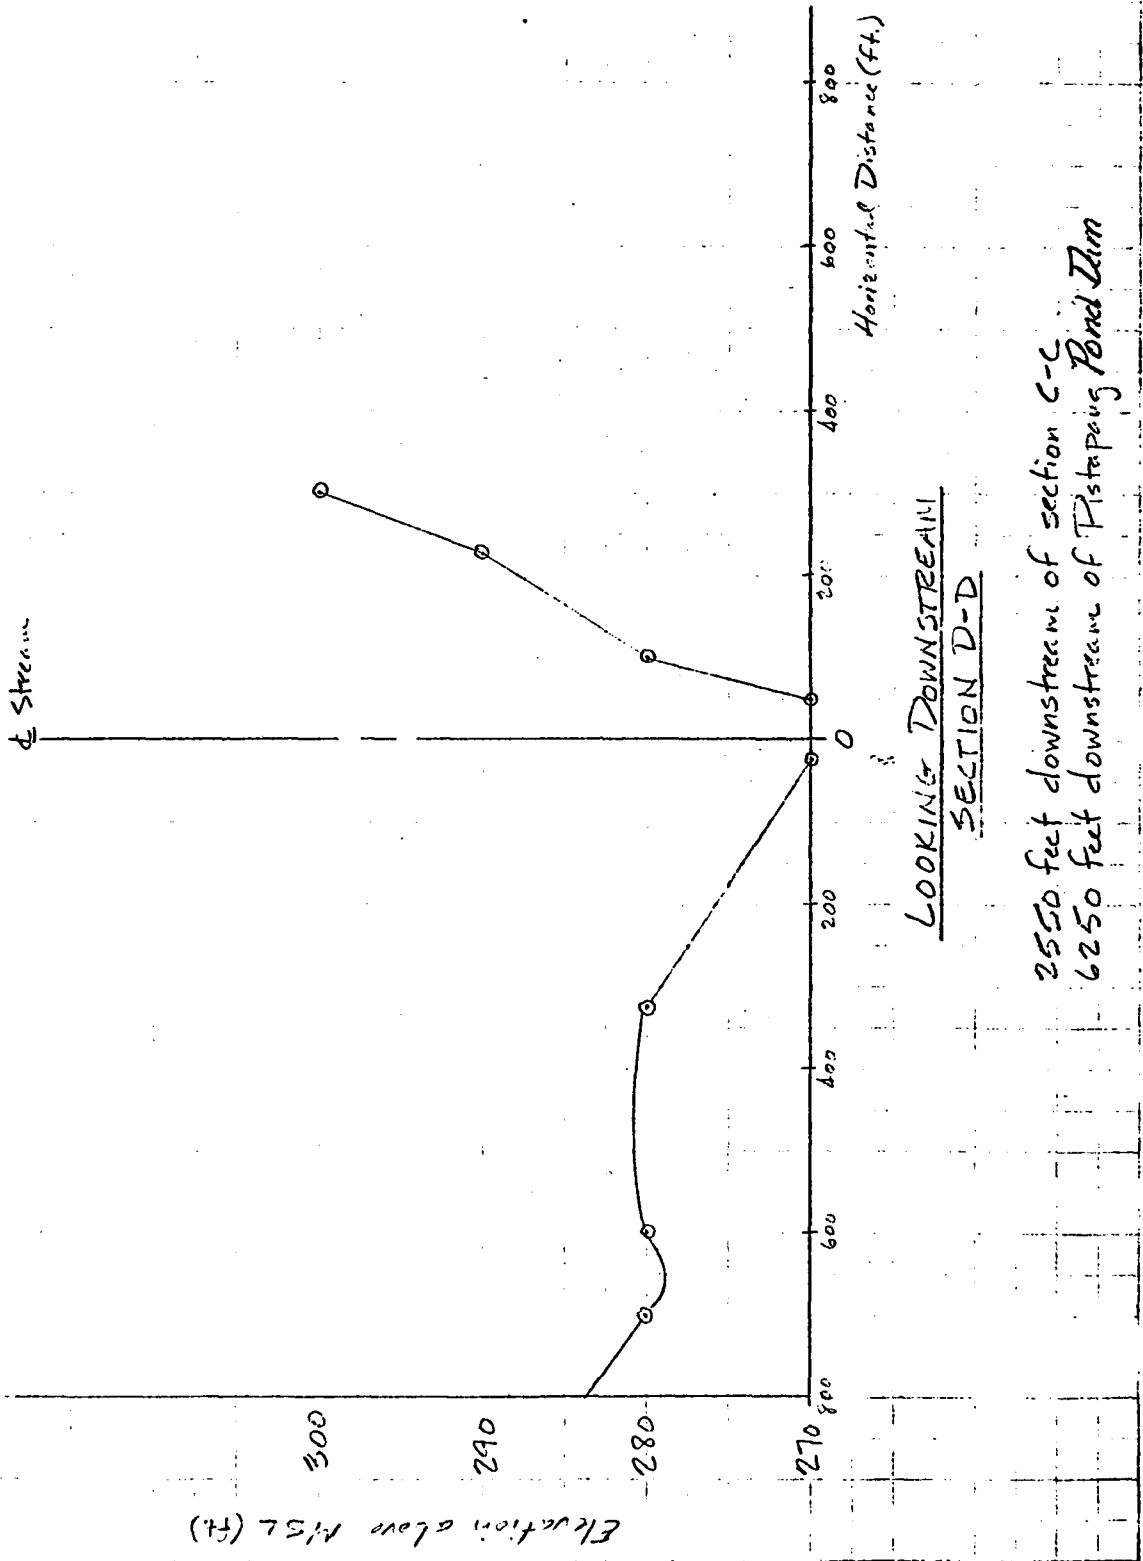 ℄ Stream
Elevation above MSL (ft.)
300
290
280
270
800
600
400
200
0
200
400
600
800
Horizontal Distance (ft.)
LOOKING DOWNSTREAM
SECTION D-D
2550 feet downstream of section C-C
6250 feet downstream of Pistapaug Pond Dam